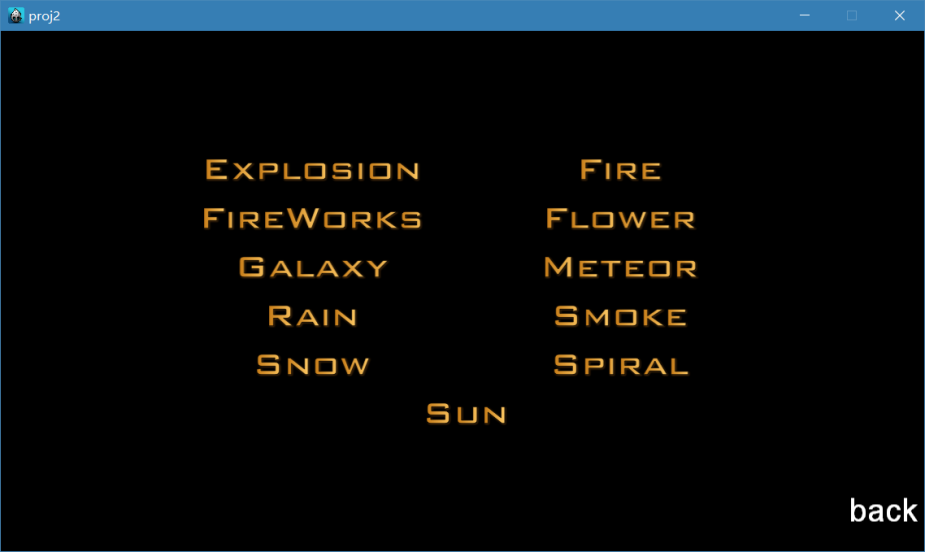 proj2
Explosion Fire
FireWorks Flower
Galaxy Meteor
Rain Smoke
Snow Spiral
Sun
back